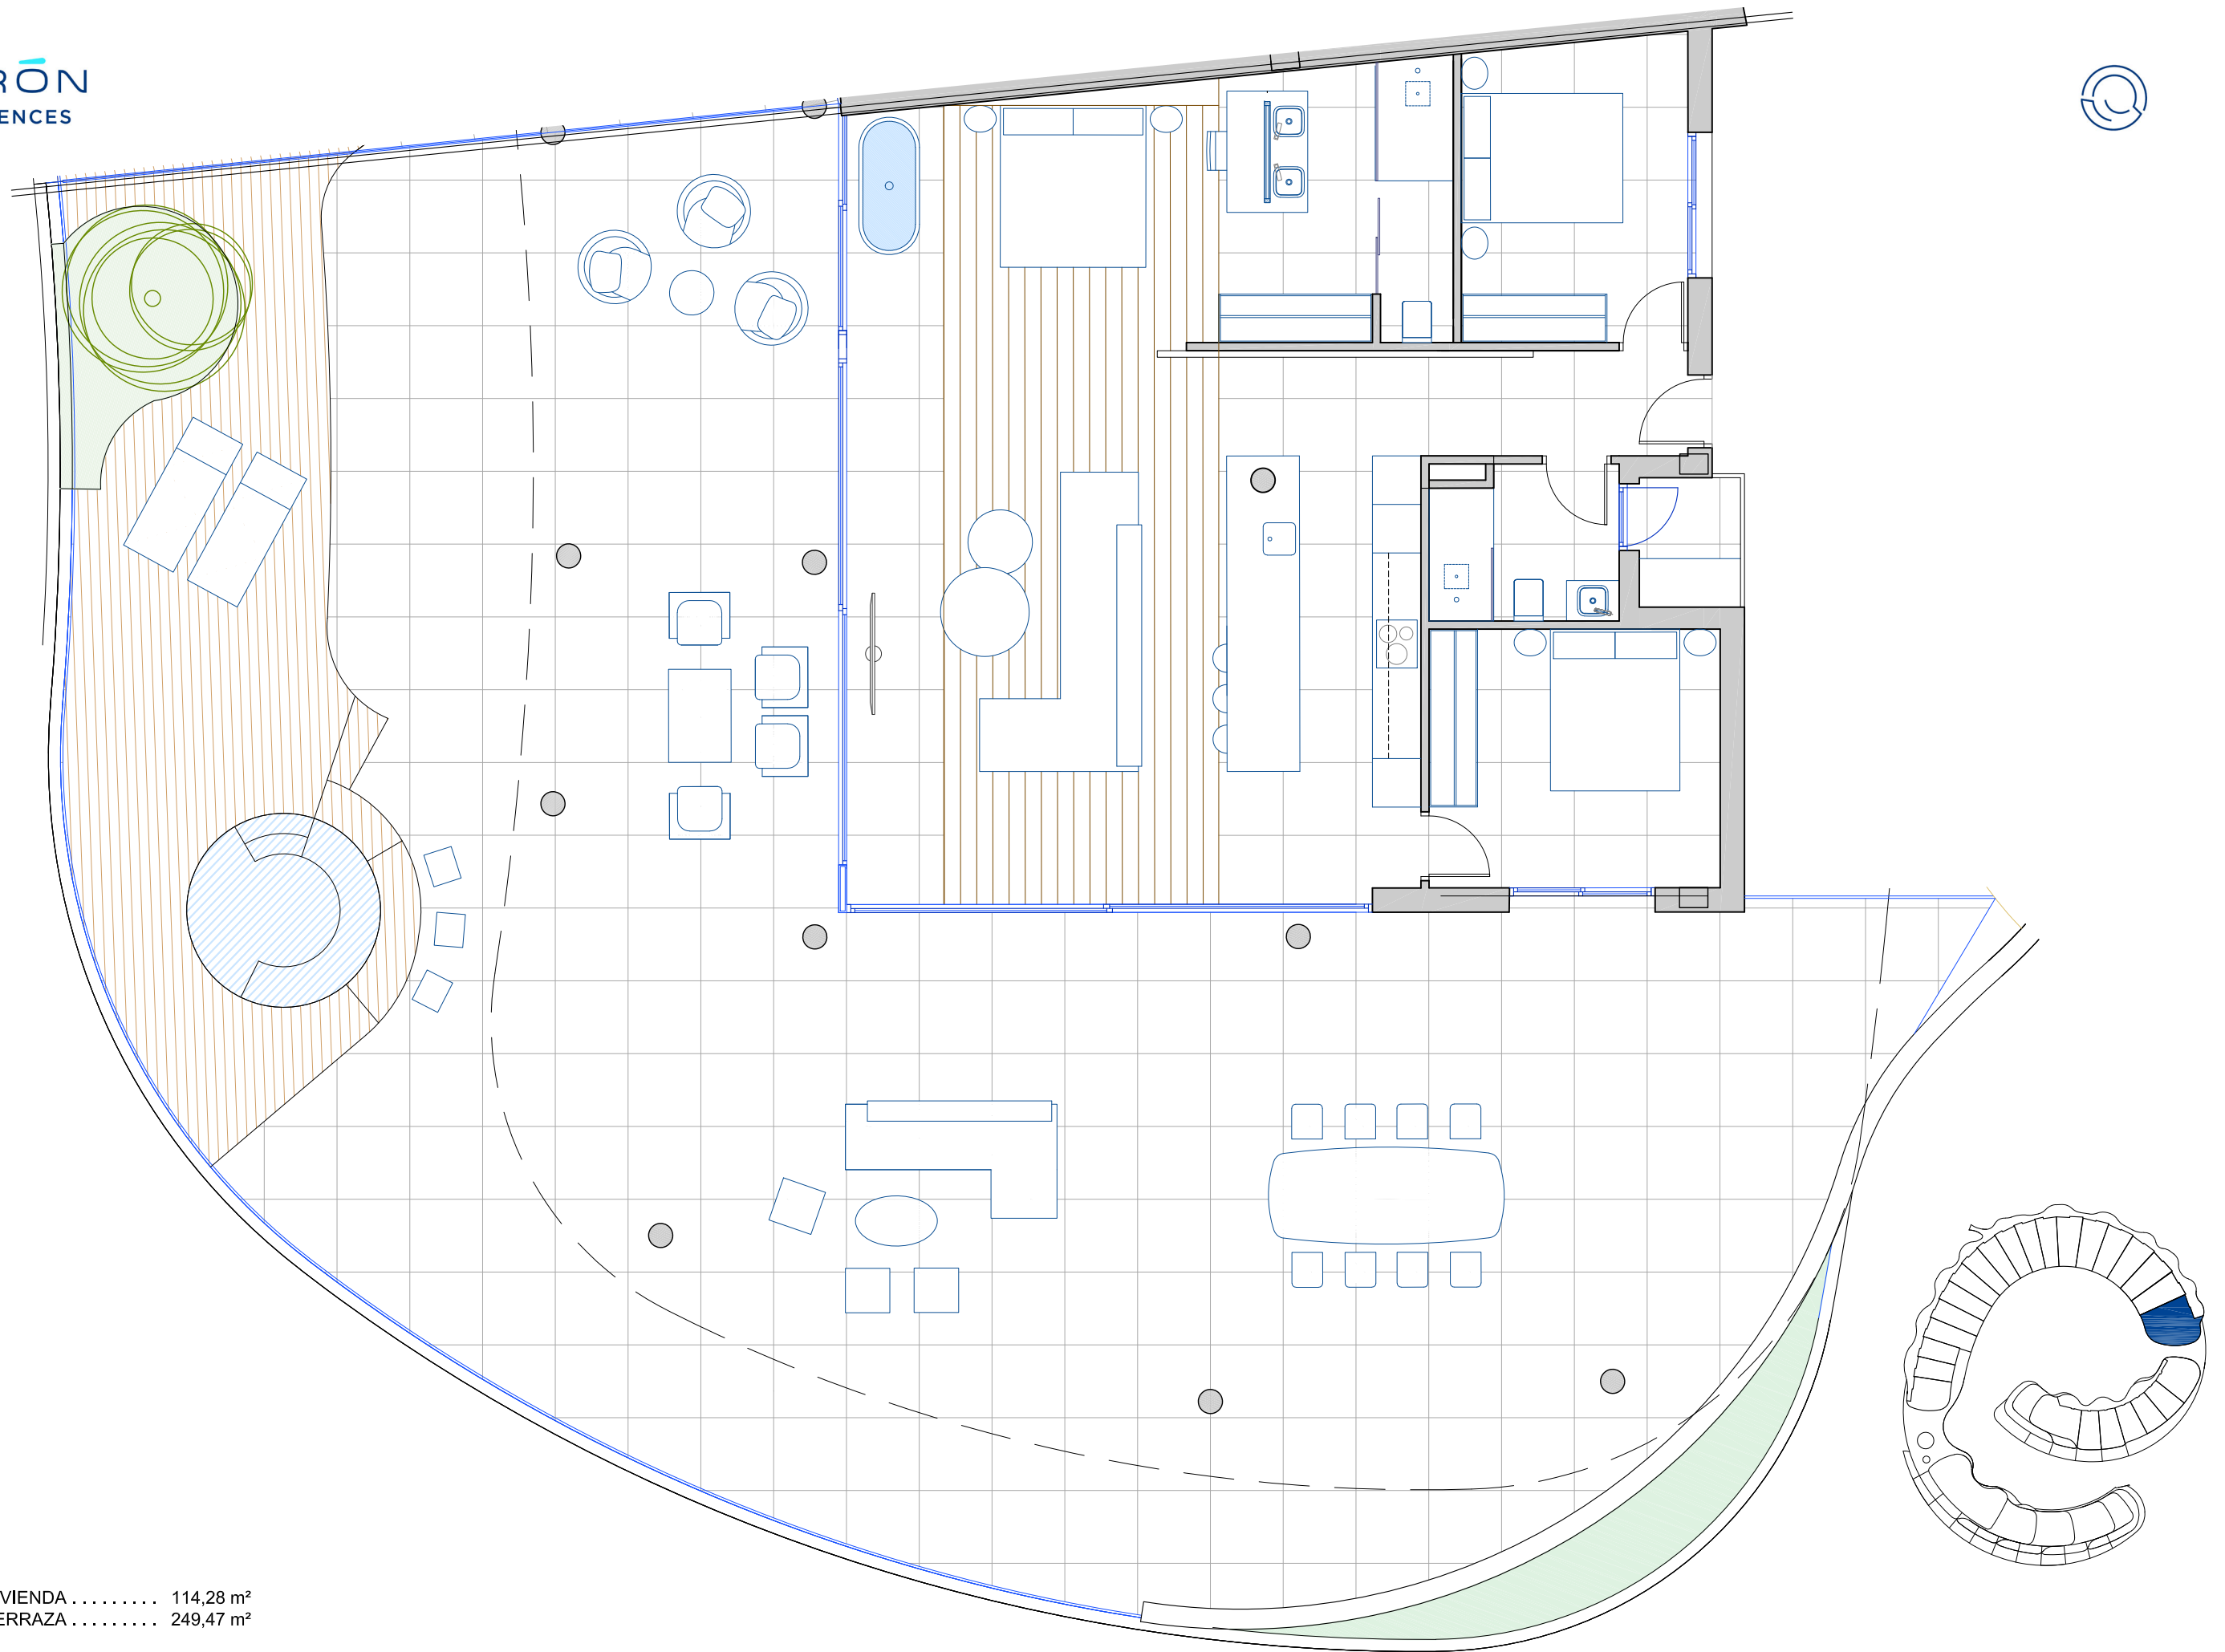 RÓN
ENCES
VIENDA . . . . . . . . . 114,28 m²
ERRAZA . . . . . . . . . 249,47 m²